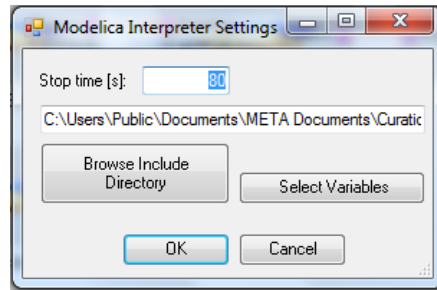 Modelica Interpreter Settings
Stop time [s]: 80
C:\Users\Public\Documents\META Documents\Curatic
Browse Include
Directory
Select Variables
OK
Cancel